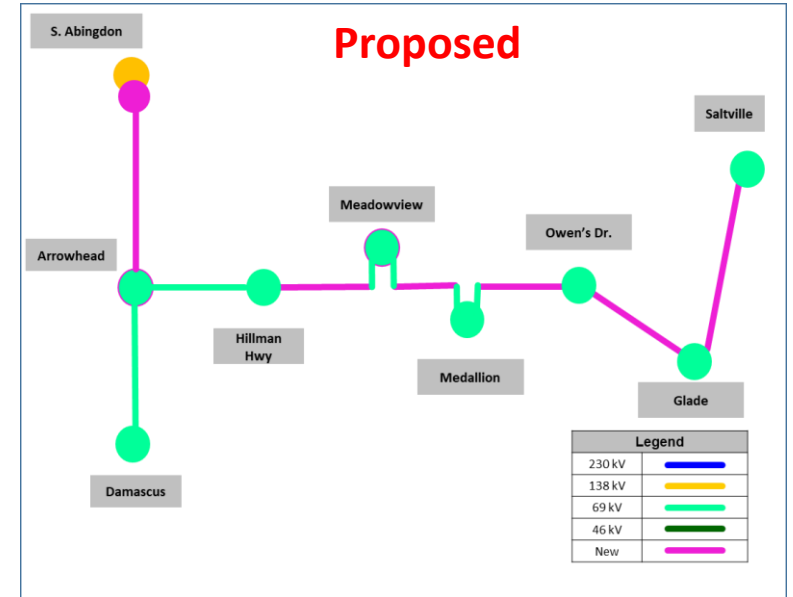 S. Abingdon
Proposed
Saltville
Meadowview
Owen's Dr.
Arrowhead
Hillman
Hwy
Medallion
Glade
Damascus
Legend
230 kV
138 kV
69 kV
46 kV
New